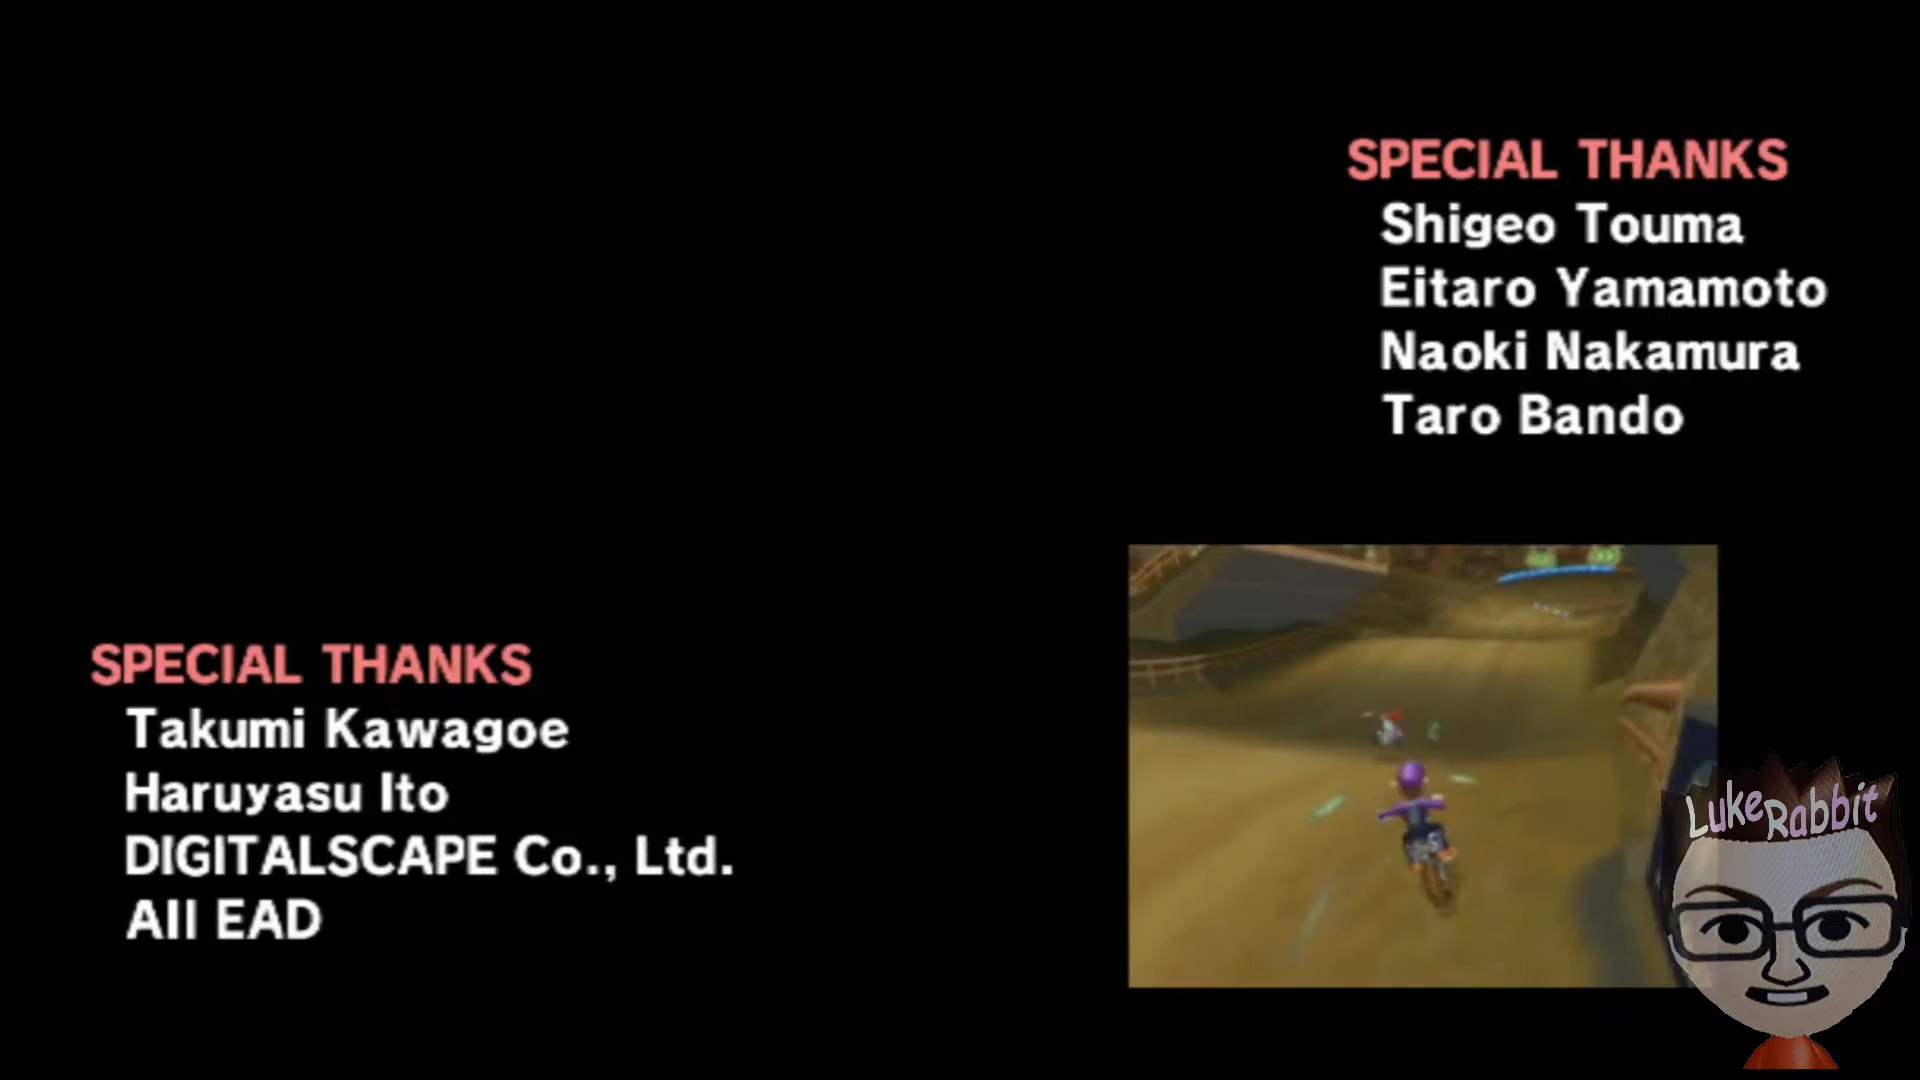 SPECIAL THANKS
Shigeo Touma
Eitaro Yamamoto
Naoki Nakamura
Taro Bando
SPECIAL THANKS
Takumi Kawagoe
Haruyasu Ito
DIGITALSCAPE Co., Ltd.
All EAD
LukeRabbit